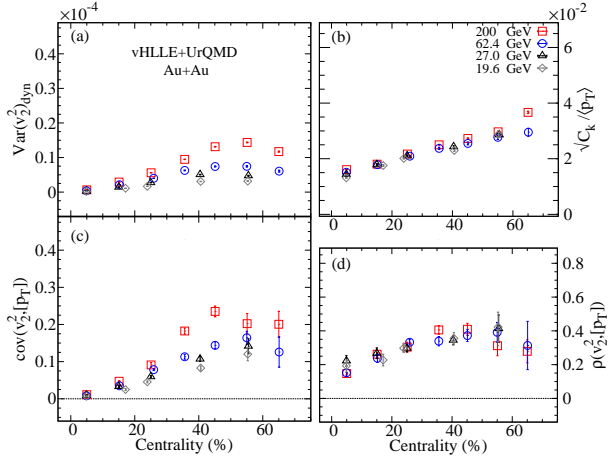 ×10⁻⁴
×10⁻²
(a)
vHLLE+UrQMD
Au+Au
(b)
200 GeV
62.4 GeV
27.0 GeV
19.6 GeV
Var(v₂²)dyn
0.4
0.3
0.2
0.1
0
√Cₖ/⟨p_T⟩
6
4
2
0
(c)
(d)
cov(v₂²,[p_T])
0.4
0.3
0.2
0.1
0
ρ(v₂²,[p_T])
0.8
0.6
0.4
0.2
0
0 20 40 60
0 20 40 60
Centrality (%)
Centrality (%)